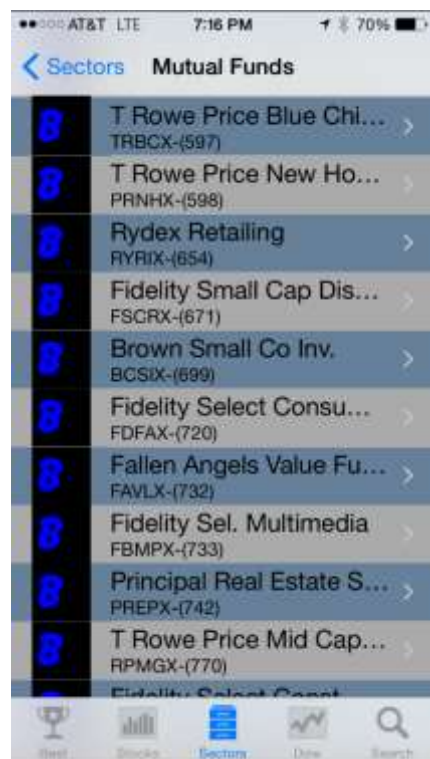 AT&T LTE 7:16 PM 70%
Sectors Mutual Funds
8 T Rowe Price Blue Chi...
TRBCX-(597)
8 T Rowe Price New Ho...
PRNHX-(598)
8 Rydex Retailing
RYRIX-(654)
8 Fidelity Small Cap Dis...
FSCRX-(671)
8 Brown Small Co Inv.
BCSIX-(699)
8 Fidelity Select Consu...
FDFAX-(720)
8 Fallen Angels Value Fu...
FAVLX-(732)
8 Fidelity Sel. Multimedia
FBMPX-(733)
8 Principal Real Estate S...
PREPX-(742)
8 T Rowe Price Mid Cap...
RPMGX-(770)
Fidelity Select Const
Best Stocks Sectors Dow Search